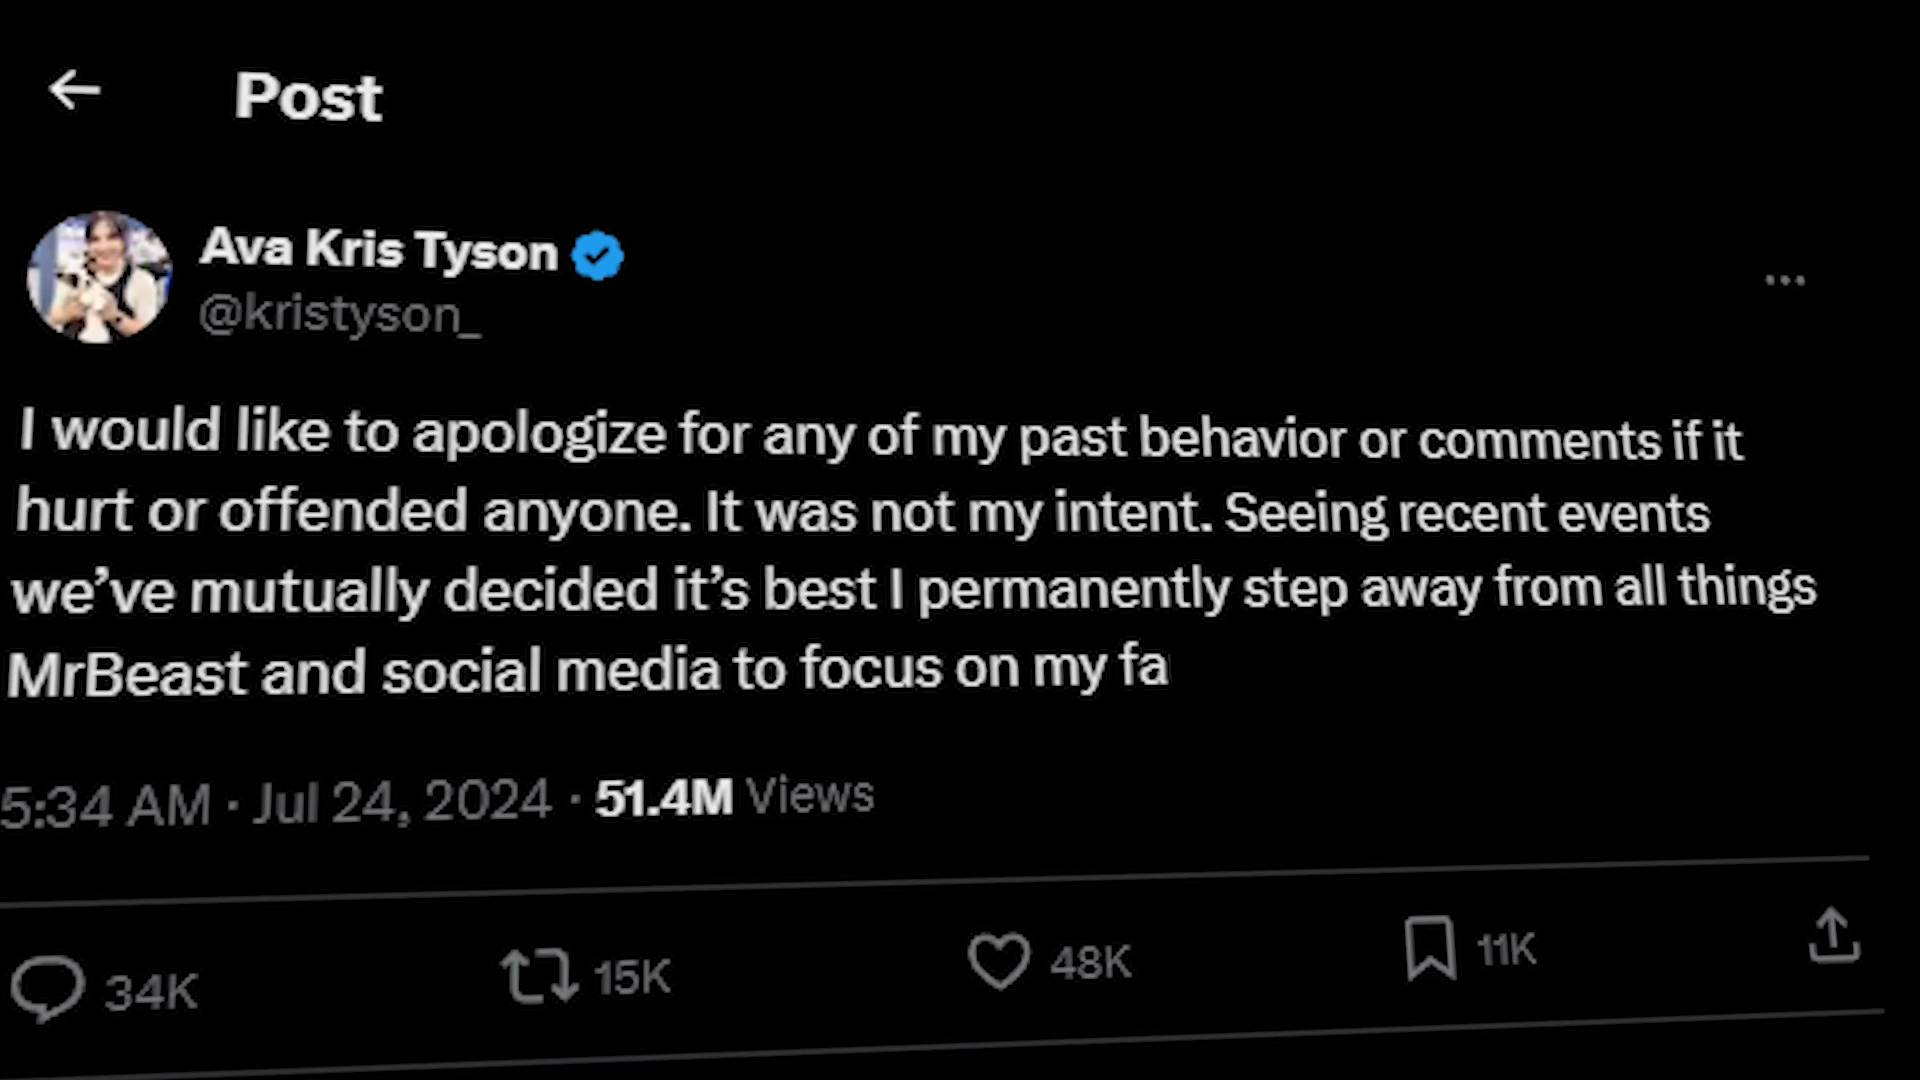 Post
Ava Kris Tyson
@kristyson_
I would like to apologize for any of my past behavior or comments if it
hurt or offended anyone. It was not my intent. Seeing recent events
we’ve mutually decided it’s best I permanently step away from all things
MrBeast and social media to focus on my fa
5:34 AM · Jul 24, 2024 · 51.4M Views
34K 15K 48K 11K